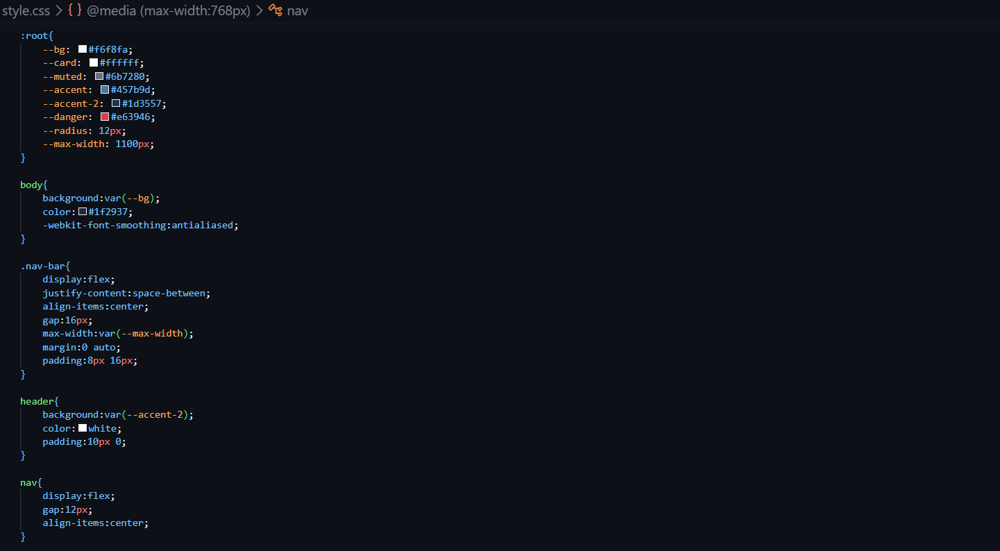 style.css > { } @media (max-width:768px) > nav
:root{
--bg: #f6f8fa;
--card: #ffffff;
--muted: #6b7280;
--accent: #457b9d;
--accent-2: #1d3557;
--danger: #e63946;
--radius: 12px;
--max-width: 1100px;
}
body{
background:var(--bg);
color:#1f2937;
-webkit-font-smoothing:antialiased;
}
.nav-bar{
display:flex;
justify-content:space-between;
align-items:center;
gap:16px;
max-width:var(--max-width);
margin:0 auto;
padding:8px 16px;
}
header{
background:var(--accent-2);
color:white;
padding:10px 0;
}
nav{
display:flex;
gap:12px;
align-items:center;
}